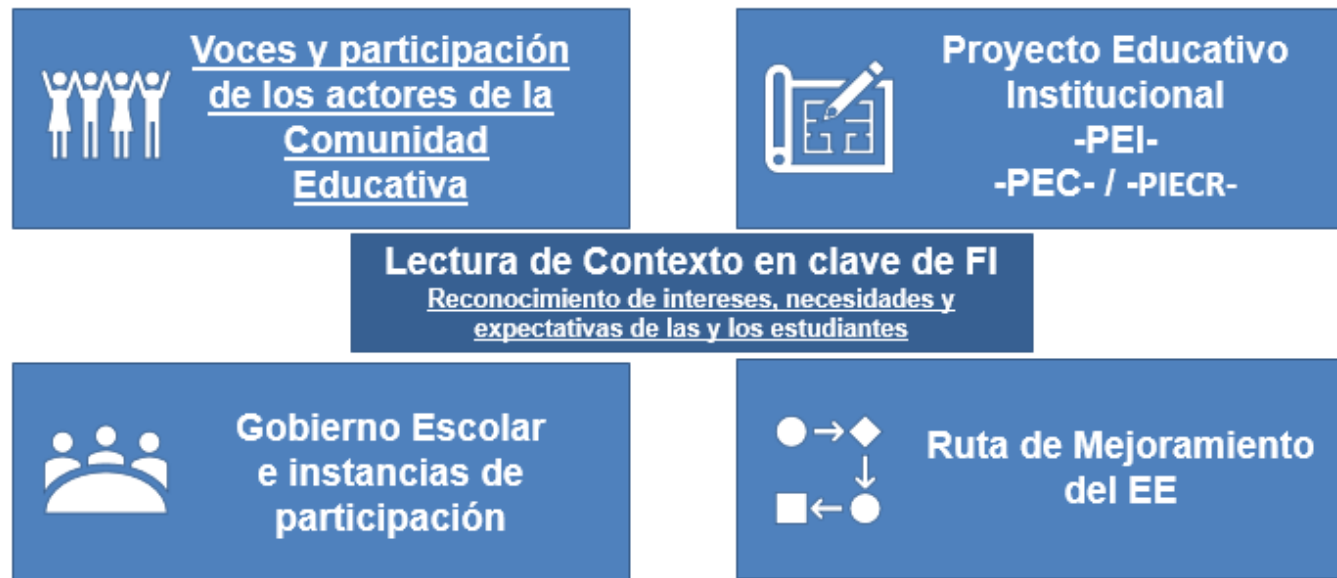 Voces y participación
de los actores de la
Comunidad
Educativa
Proyecto Educativo
Institucional
-PEI-
-PEC- / -PIECR-
Lectura de Contexto en clave de FI
Reconocimiento de intereses, necesidades y
expectativas de las y los estudiantes
Gobierno Escolar
e instancias de
participación
Ruta de Mejoramiento
del EE